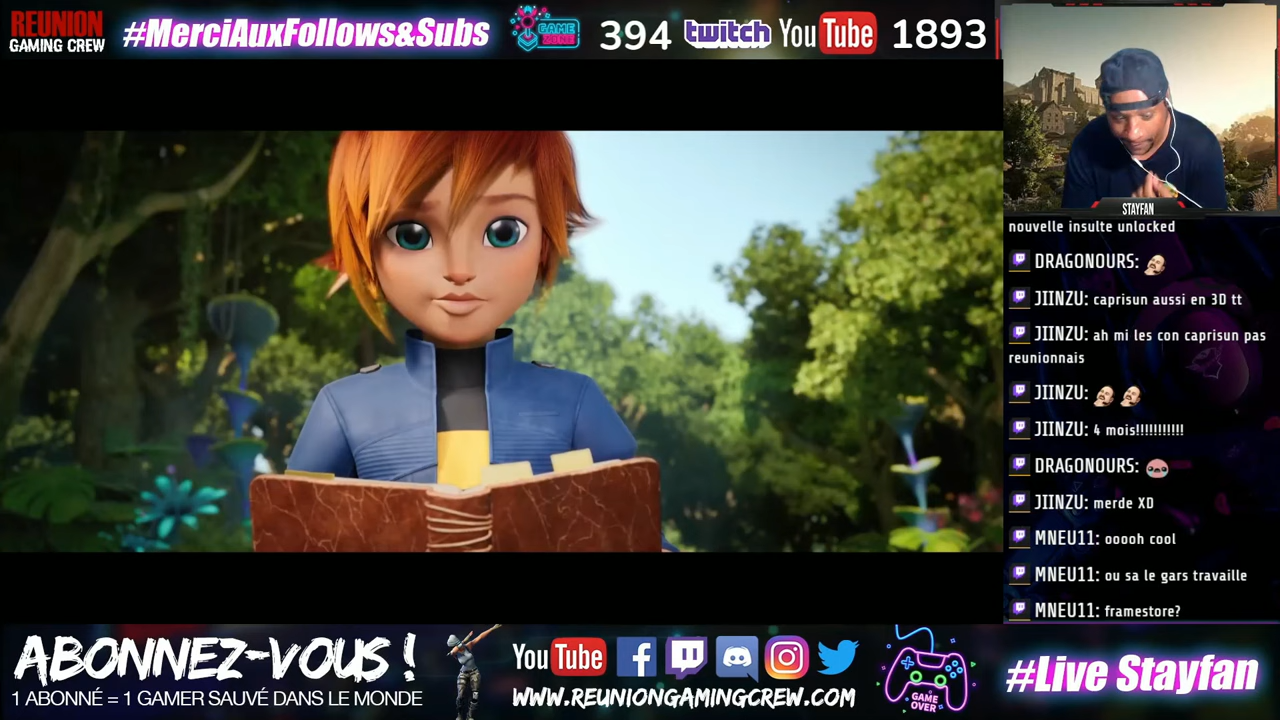 REUNION
GAMING CREW
#MerciAuxFollows&Subs
GAME
ZONE
394
twitch
YouTube
1893
STAYFAN
nouvelle insulte unlocked
DRAGONOURS:
JIINZU: caprisun aussi en 3D tt
JIINZU: ah mi les con caprisun pas
reunionnais
JIINZU:
JIINZU: 4 mois!!!!!!!!!!!
DRAGONOURS:
JIINZU: merde XD
MNEU11: ooooh cool
MNEU11: ou sa le gars travaille
MNEU11: framestore?
ABONNEZ-VOUS !
1 ABONNÉ = 1 GAMER SAUVÉ DANS LE MONDE
YouTube
WWW.REUNIONGAMINGCREW.COM
GAME
OVER
#Live Stayfan